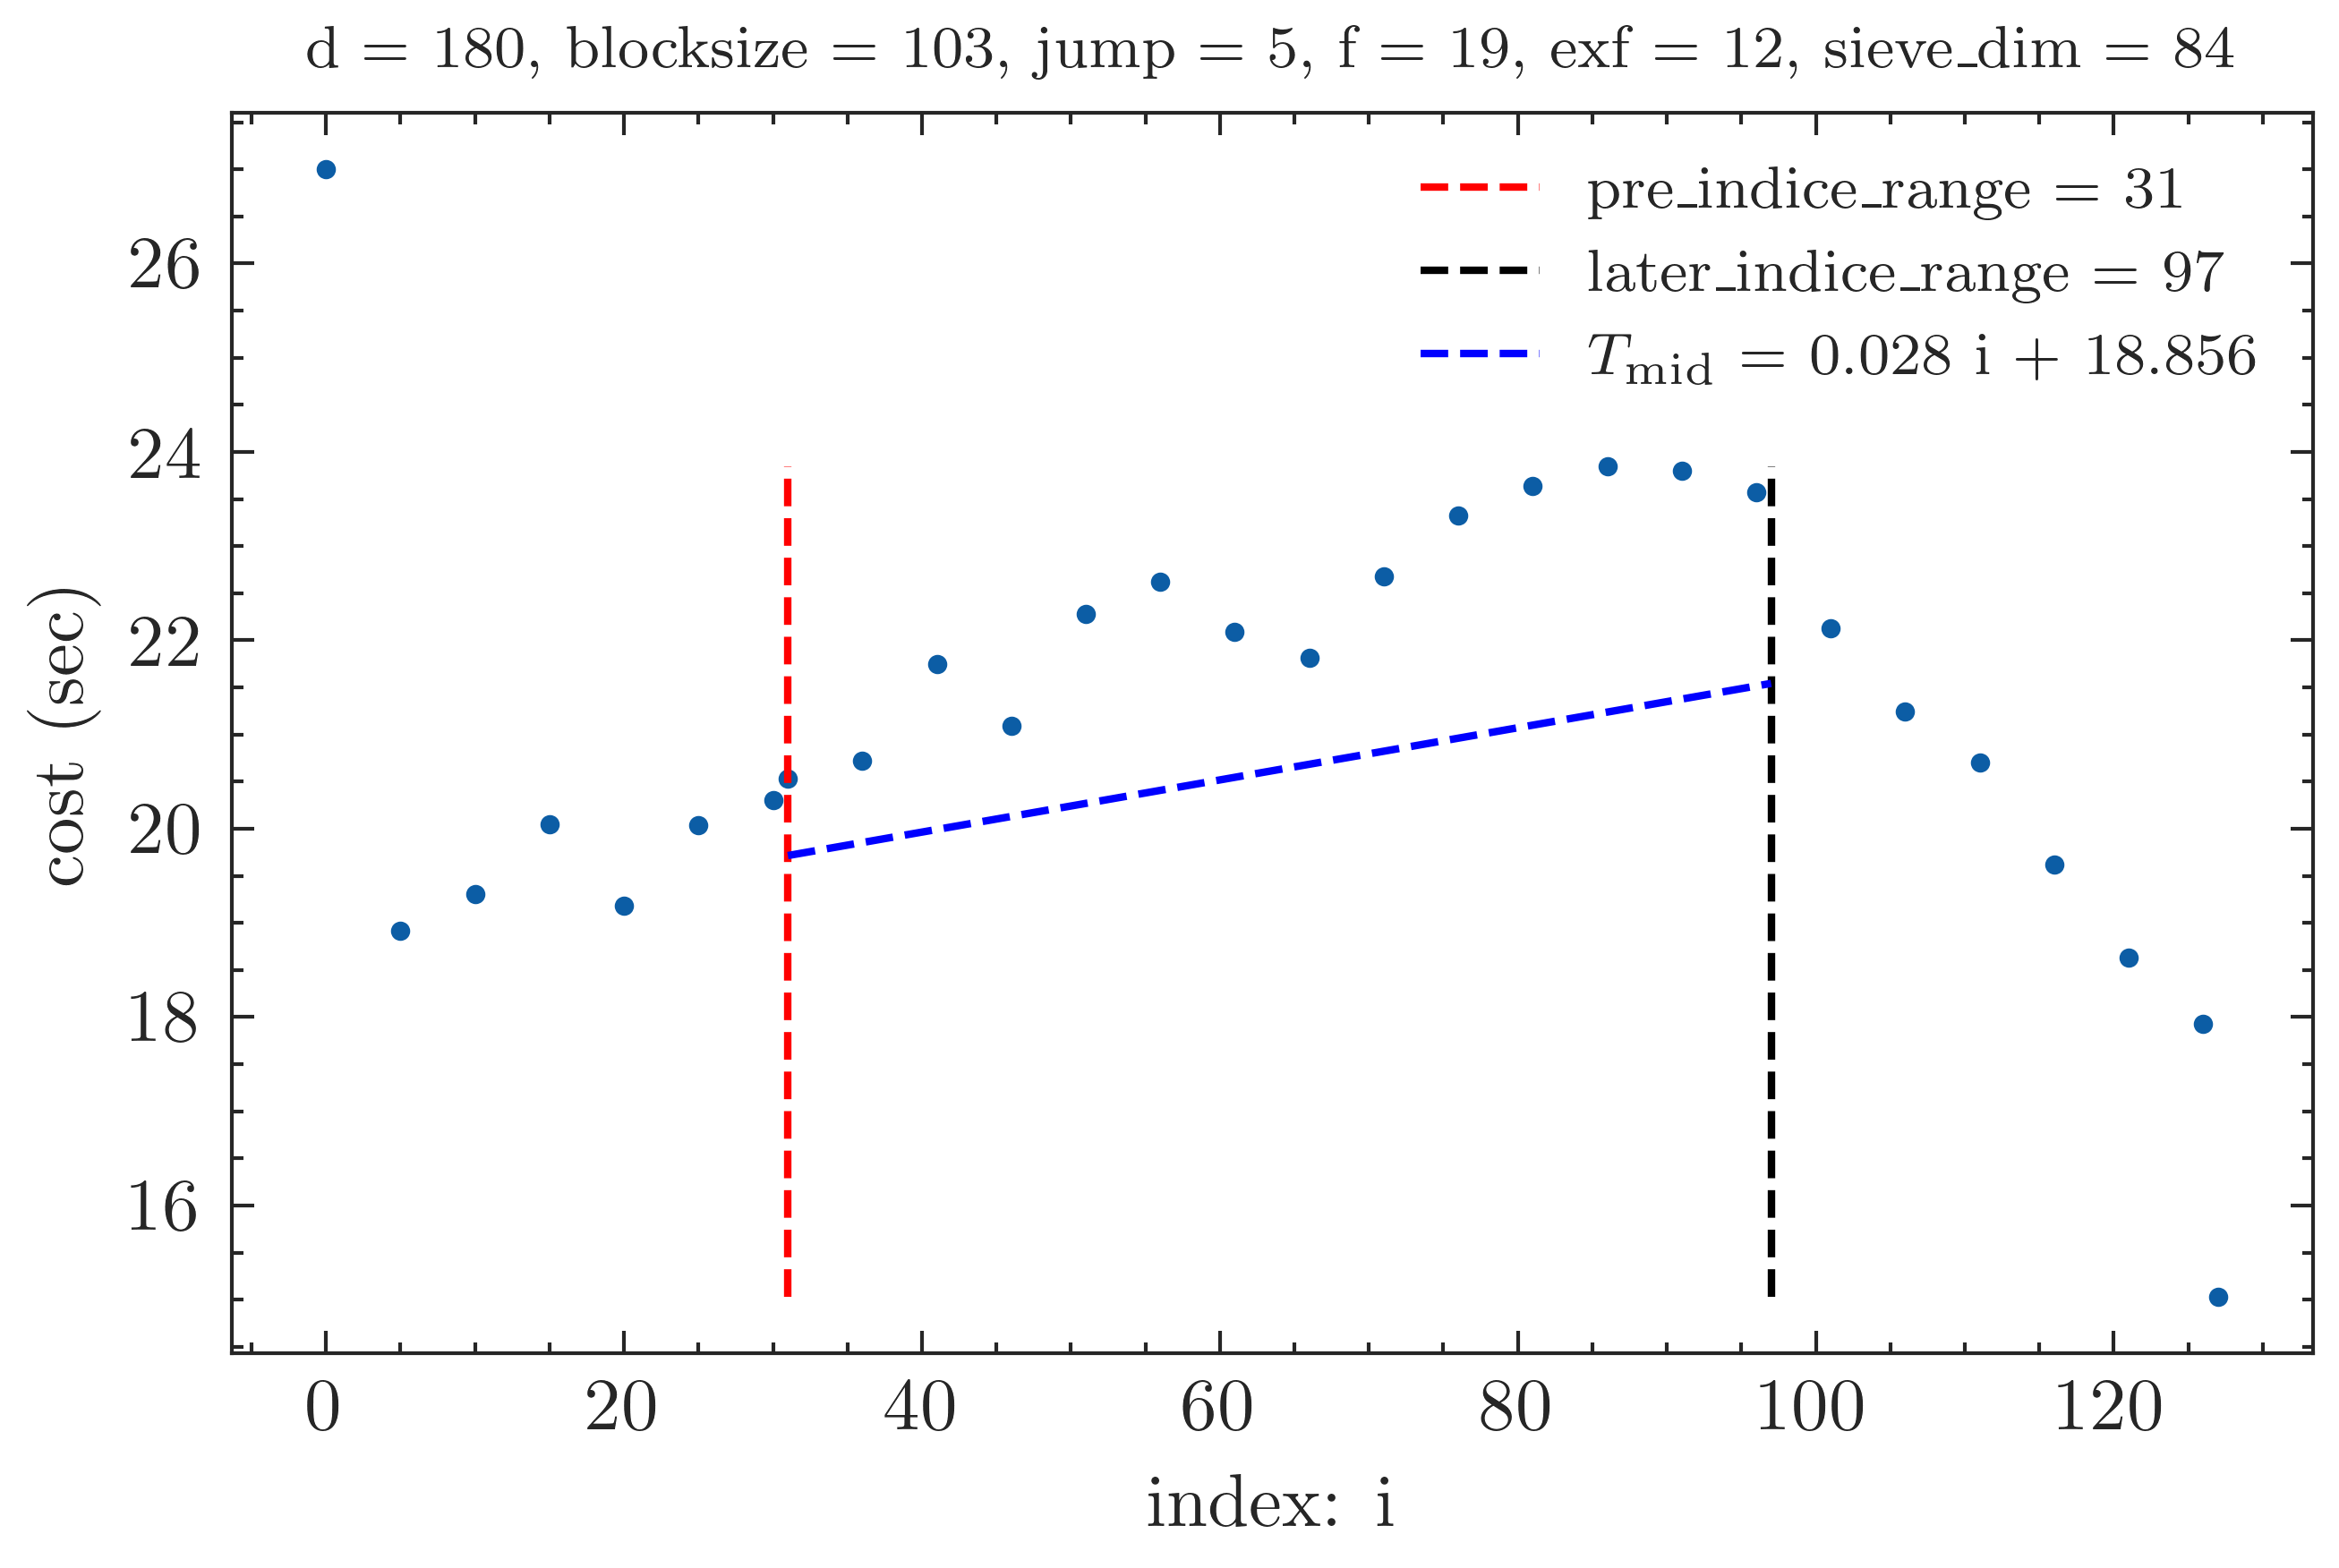 d = 180, blocksize = 103, jump = 5, f = 19, exf = 12, sieve_dim = 84
pre_indice_range = 31
later_indice_range = 97
T_mid = 0.028 i + 18.856
cost (sec)
26
24
22
20
18
16
0 20 40 60 80 100 120
index: i